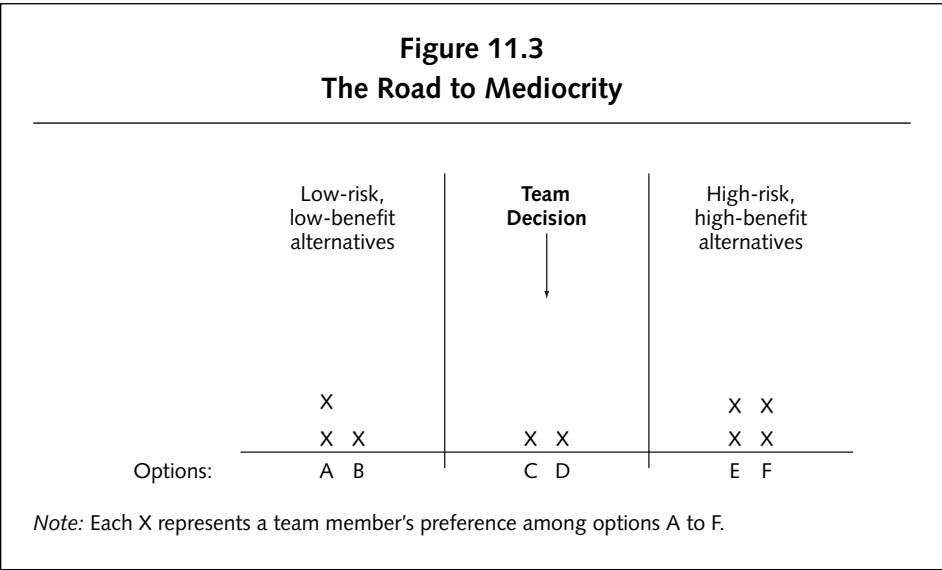 Figure 11.3
The Road to Mediocrity
Low-risk,
low-benefit
alternatives
Team
Decision
High-risk,
high-benefit
alternatives
X X X
X X X X X X
Options: A B C D E F
Note: Each X represents a team member's preference among options A to F.